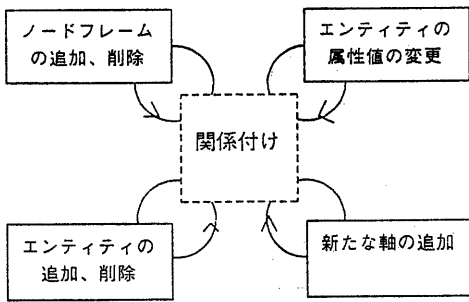 ノードフレーム
の追加、削除
エンティティの
属性値の変更
関係付け
エンティティの
追加、削除
新たな軸の追加